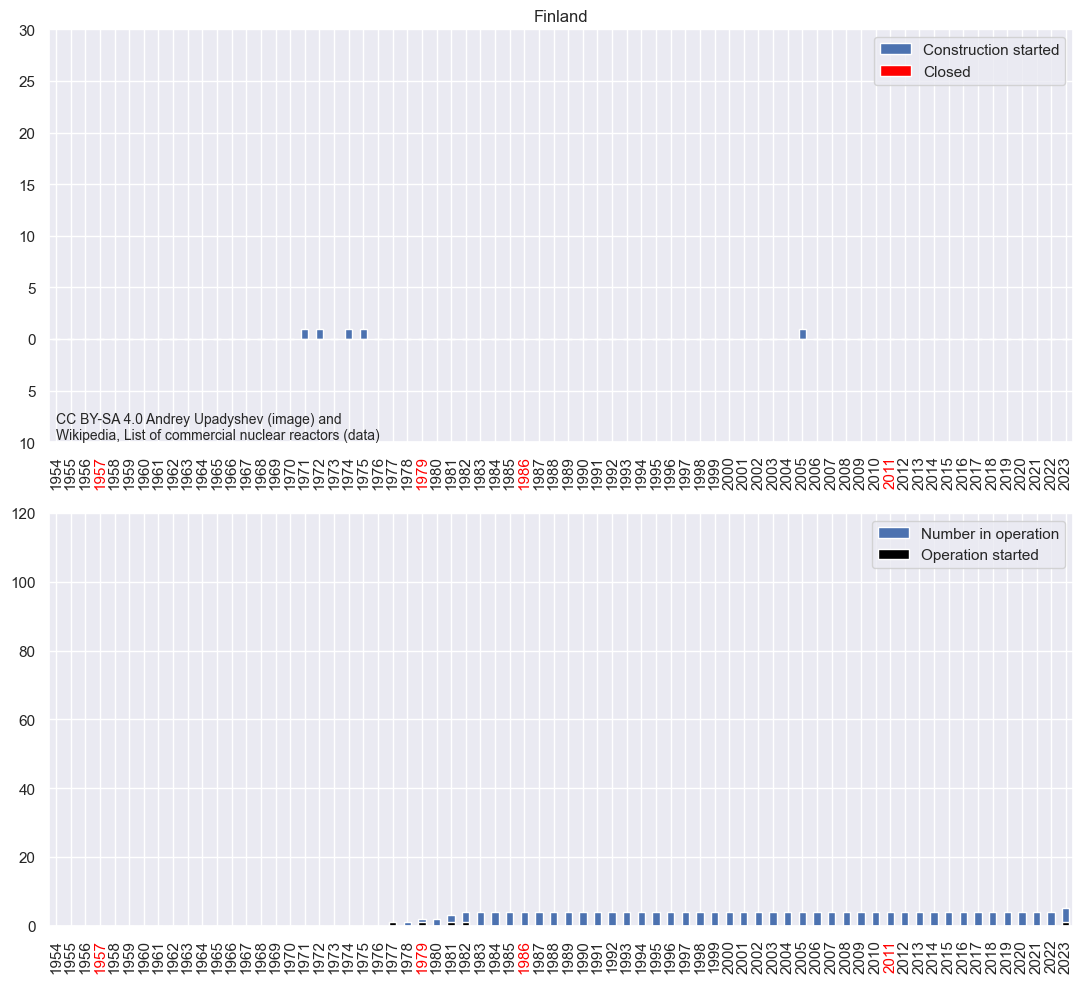 Finland
30
25
20
15
10
5
0
5
10
Construction started
Closed
CC BY-SA 4.0 Andrey Upadyshev (image) and
Wikipedia, List of commercial nuclear reactors (data)
1954 1955 1956 1957 1958 1959 1960 1961 1962 1963 1964 1965 1966 1967 1968 1969 1970 1971 1972 1973 1974 1975 1976 1977 1978 1979 1980 1981 1982 1983 1984 1985 1986 1987 1988 1989 1990 1991 1992 1993 1994 1995 1996 1997 1998 1999 2000 2001 2002 2003 2004 2005 2006 2007 2008 2009 2010 2011 2012 2013 2014 2015 2016 2017 2018 2019 2020 2021 2022 2023
120
100
80
60
40
20
0
Number in operation
Operation started
1954 1955 1956 1957 1958 1959 1960 1961 1962 1963 1964 1965 1966 1967 1968 1969 1970 1971 1972 1973 1974 1975 1976 1977 1978 1979 1980 1981 1982 1983 1984 1985 1986 1987 1988 1989 1990 1991 1992 1993 1994 1995 1996 1997 1998 1999 2000 2001 2002 2003 2004 2005 2006 2007 2008 2009 2010 2011 2012 2013 2014 2015 2016 2017 2018 2019 2020 2021 2022 2023